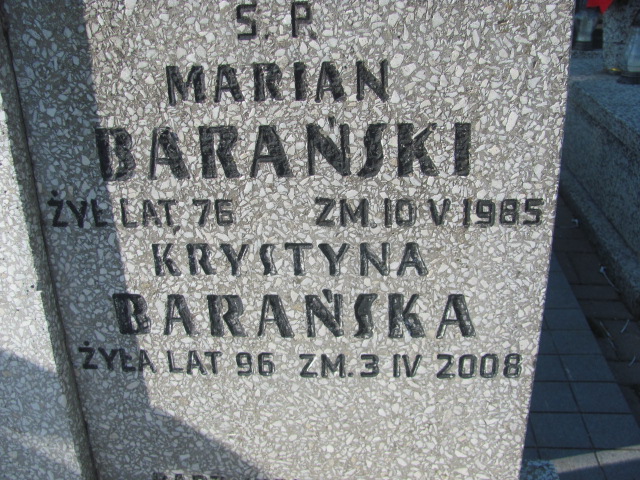 Ś. P.
MARIAN
BARAŃSKI
ŻYŁ LAT 76 ZM. 10 V 1985
KRYSTYNA
BARAŃSKA
ŻYŁA LAT 96 ZM. 3 IV 2008